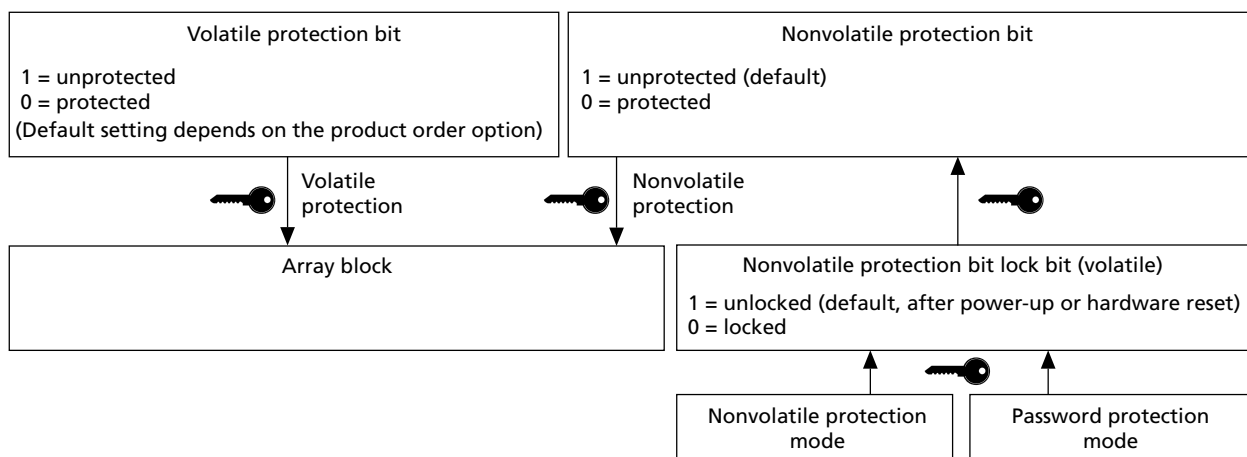 Volatile protection bit
1 = unprotected
0 = protected
(Default setting depends on the product order option)
Nonvolatile protection bit
1 = unprotected (default)
0 = protected
Volatile
protection
Nonvolatile
protection
Array block
Nonvolatile protection bit lock bit (volatile)
1 = unlocked (default, after power-up or hardware reset)
0 = locked
Nonvolatile protection
mode
Password protection
mode